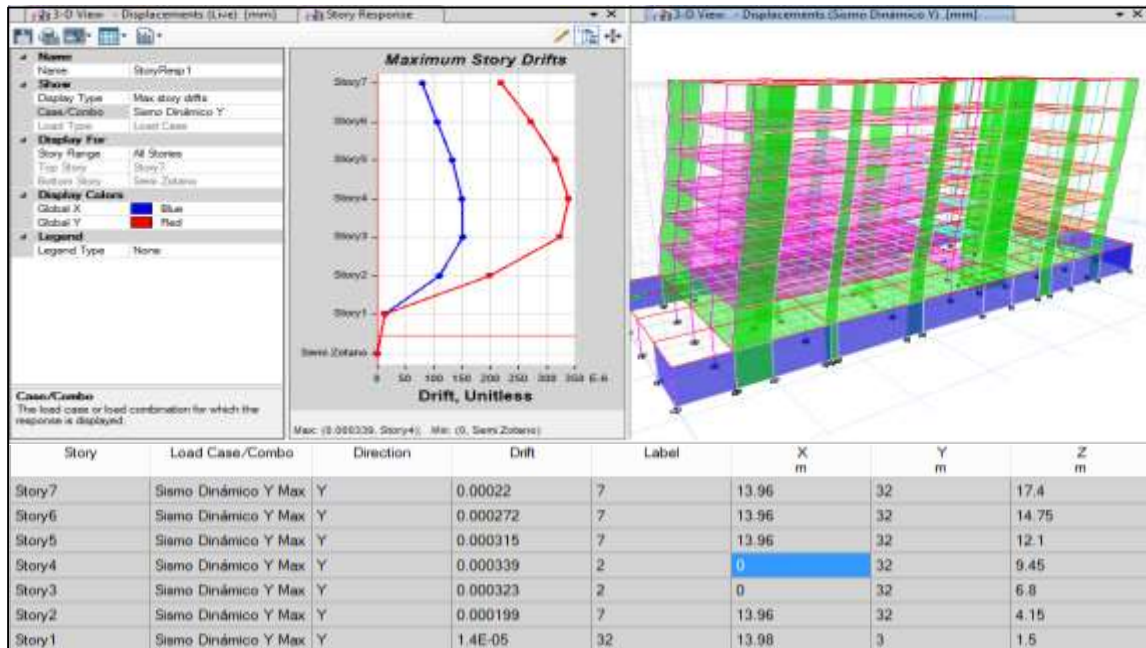 3-D View - Displacements (Live) [mm]
Story Response
3-D View - Displacements (Sismo Dinámico Y) [mm]
Name
Name StoryResp1
Show
Display Type Max story drifts
Case/Combo Sismo Dinámico Y
Load Type Load Case
Display For
Story Range All Stories
Top Story Story7
Bottom Story Semi Zotano
Display Colors
Global X Blue
Global Y Red
Legend
Legend Type None
Case/Combo
The load case or load combination for which the
response is displayed.
Maximum Story Drifts
Story7
Story6
Story5
Story4
Story3
Story2
Story1
Semi Zotano
0 50 100 150 200 250 300 350 E-6
Drift, Unitless
Max: (0.000339, Story4); Min: (0, Semi Zotano)
Story Load Case/Combo Direction Drift Label X Y Z
m m m
Story7 Sismo Dinámico Y Max Y 0.00022 7 13.96 32 17.4
Story6 Sismo Dinámico Y Max Y 0.000272 7 13.96 32 14.75
Story5 Sismo Dinámico Y Max Y 0.000315 7 13.96 32 12.1
Story4 Sismo Dinámico Y Max Y 0.000339 2 0 32 9.45
Story3 Sismo Dinámico Y Max Y 0.000323 2 0 32 6.8
Story2 Sismo Dinámico Y Max Y 0.000199 7 13.96 32 4.15
Story1 Sismo Dinámico Y Max Y 1.4E-05 32 13.98 3 1.5